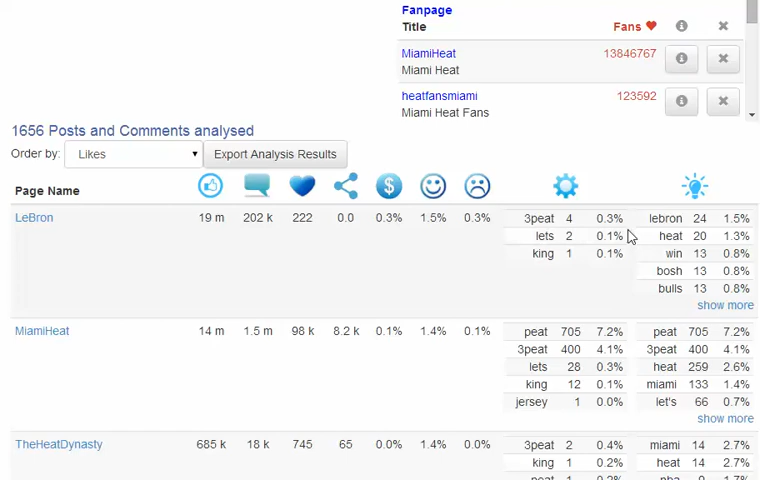 Fanpage
Title Fans
MiamiHeat 13846767
Miami Heat
heatfansmiami 123592
Miami Heat Fans
1656 Posts and Comments analysed
Order by: Likes Export Analysis Results
Page Name $
LeBron 19 m 202 k 222 0.0 0.3% 1.5% 0.3% 3peat 4 0.3% lebron 24 1.5%
lets 2 0.1% heat 20 1.3%
king 1 0.1% win 13 0.8%
bosh 13 0.8%
bulls 13 0.8%
show more
MiamiHeat 14 m 1.5 m 98 k 8.2 k 0.1% 1.4% 0.1% peat 705 7.2% peat 705 7.2%
3peat 400 4.1% 3peat 400 4.1%
lets 28 0.3% heat 259 2.6%
king 12 0.1% miami 133 1.4%
jersey 1 0.0% let's 66 0.7%
show more
TheHeatDynasty 685 k 18 k 745 65 0.0% 1.4% 0.0% 3peat 2 0.4% miami 14 2.7%
king 1 0.2% heat 14 2.7%